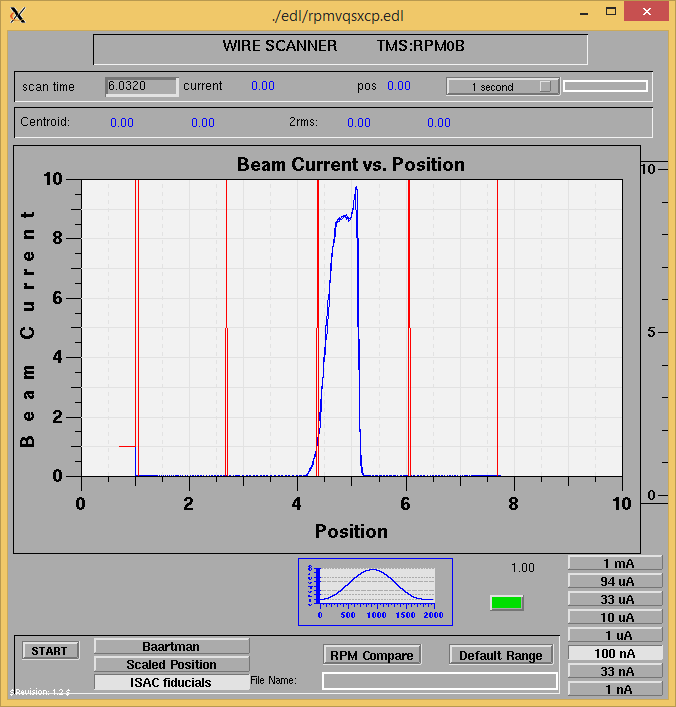 ./edl/rpmvqsxcp.edl
WIRE SCANNER TMS:RPM0B
scan time 6.0320 current 0.00 pos 0.00 1 second
Centroid: 0.00 0.00 2rms: 0.00 0.00
Beam Current vs. Position
Beam Current
10
8
6
4
2
0
0 2 4 6 8 10
Position
10
5
0
0 500 1000 1500 2000
1.00
1 mA
94 uA
33 uA
10 uA
1 uA
100 nA
33 nA
1 nA
START
Baartman
Scaled Position
ISAC fiducials
RPM Compare
Default Range
File Name:
$Revision: 1.2 $